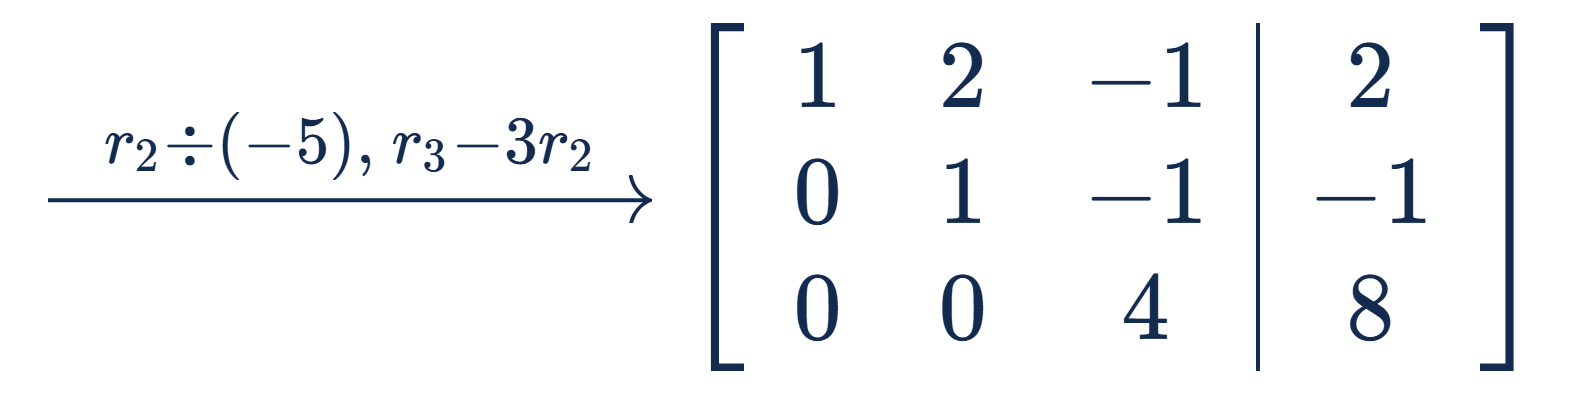 r₂÷(−5), r₃−3r₂
1 2 −1 | 2
0 1 −1 | −1
0 0 4 | 8